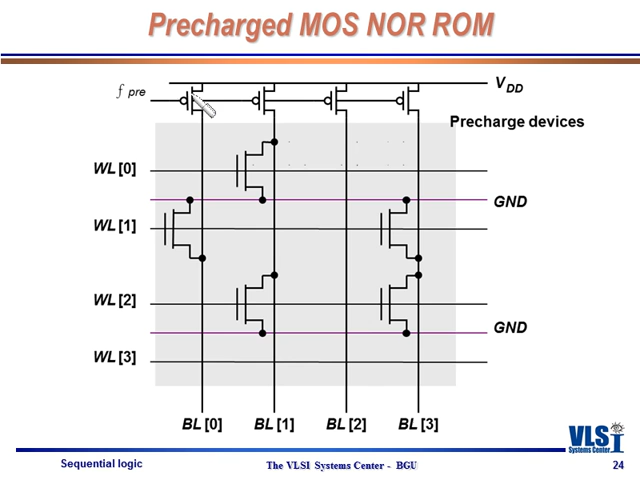 Precharged MOS NOR ROM
f pre
V DD
Precharge devices
WL [0]
GND
WL [1]
WL [2]
GND
WL [3]
BL [0] BL [1] BL [2] BL [3]
VLSI
Systems Center
Sequential logic The VLSI Systems Center - BGU 24